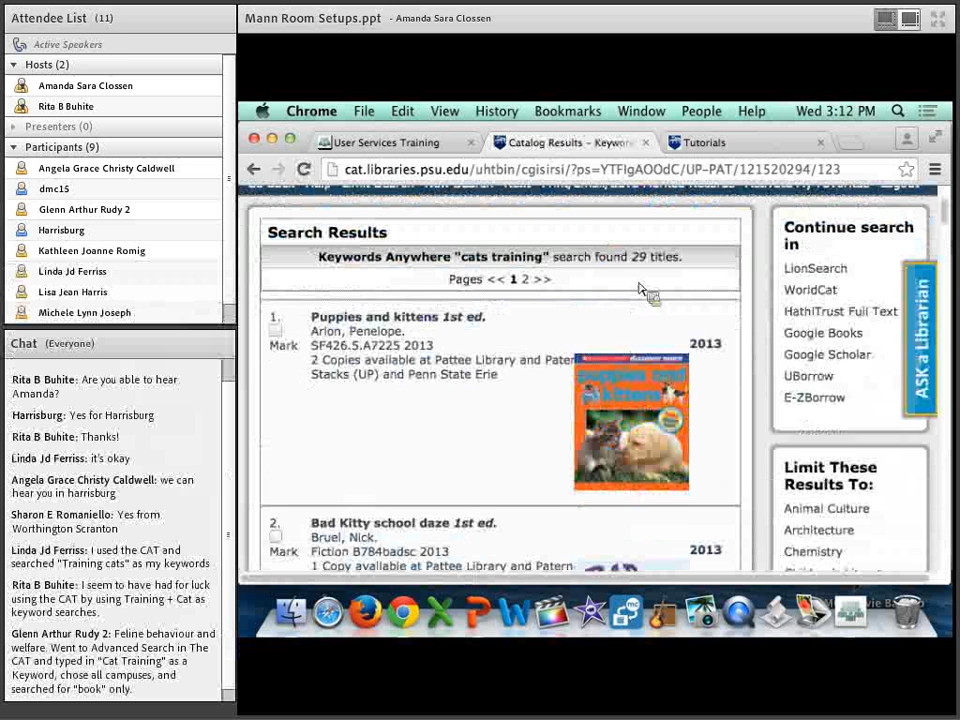 Attendee List (11)
Active Speakers
Hosts (2)
Amanda Sara Clossen
Rita B Buhite
Presenters (0)
Participants (9)
Angela Grace Christy Caldwell
dmc15
Glenn Arthur Rudy 2
Harrisburg
Kathleen Joanne Romig
Linda Jd Ferriss
Lisa Jean Harris
Michele Lynn Joseph
Chat (Everyone)
Rita B Buhite: Are you able to hear
Amanda?
Harrisburg: Yes for Harrisburg
Rita B Buhite: Thanks!
Linda Jd Ferriss: it's okay
Angela Grace Christy Caldwell: we can
hear you in harrisburg
Sharon E Romaniello: Yes from
Worthington Scranton
Linda Jd Ferriss: I used the CAT and
searched "Training cats" as my keywords
Rita B Buhite: I seem to have had for luck
using the CAT by using Training + Cat as
keyword searches.
Glenn Arthur Rudy 2: Feline behaviour and
welfare. Went to Advanced Search in The
CAT and typed in "Cat Training" as a
Keyword, chose all campuses, and
searched for "book" only.
Mann Room Setups.ppt - Amanda Sara Clossen
Chrome File Edit View History Bookmarks Window People Help Wed 3:12 PM
User Services Training
Catalog Results - Keywor
Tutorials
cat.libraries.psu.edu/uhtbin/cgisirsi/?ps=YTFIgAOOdC/UP-PAT/121520294/123
Search Results
Keywords Anywhere "cats training" search found 29 titles.
Pages << 1 2 >>
1. Puppies and kittens 1st ed.
Arlon, Penelope.
Mark SF426.5.A7225 2013 2013
2 Copies available at Pattee Library and Pater
Stacks (UP) and Penn State Erie
puppies and
kittens
2. Bad Kitty school daze 1st ed.
Bruel, Nick.
Mark Fiction B784badsc 2013 2013
1 Copy available at Pattee Library and Patern
Continue search
in
LionSearch
WorldCat
HathiTrust Full Text
Google Books
Google Scholar
UBorrow
E-ZBorrow
ASK a Librarian
Limit These
Results To:
Animal Culture
Architecture
Chemistry